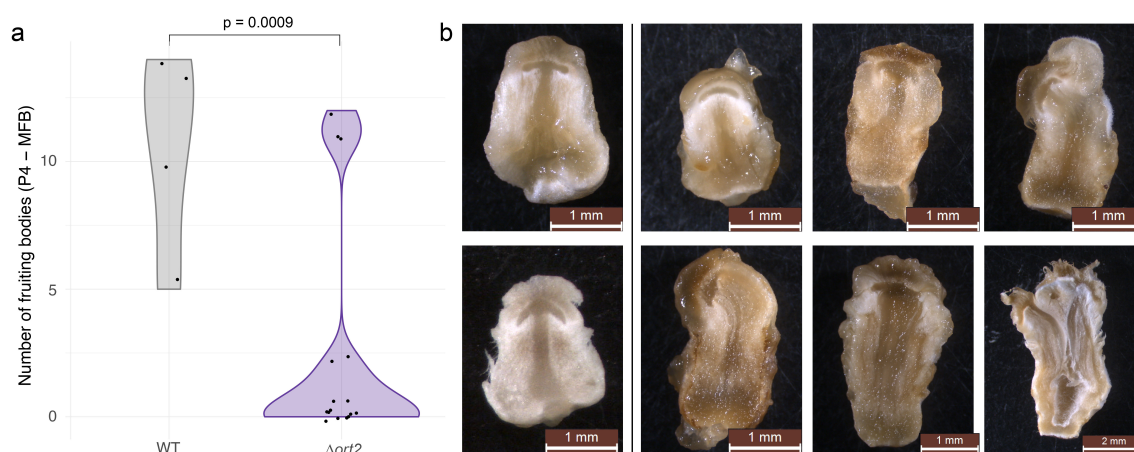 a
p = 0.0009
b
Number of fruiting bodies (P4 – MFB)
10
5
0
WT
Δort2
1 mm
1 mm
1 mm
1 mm
1 mm
1 mm
1 mm
2 mm